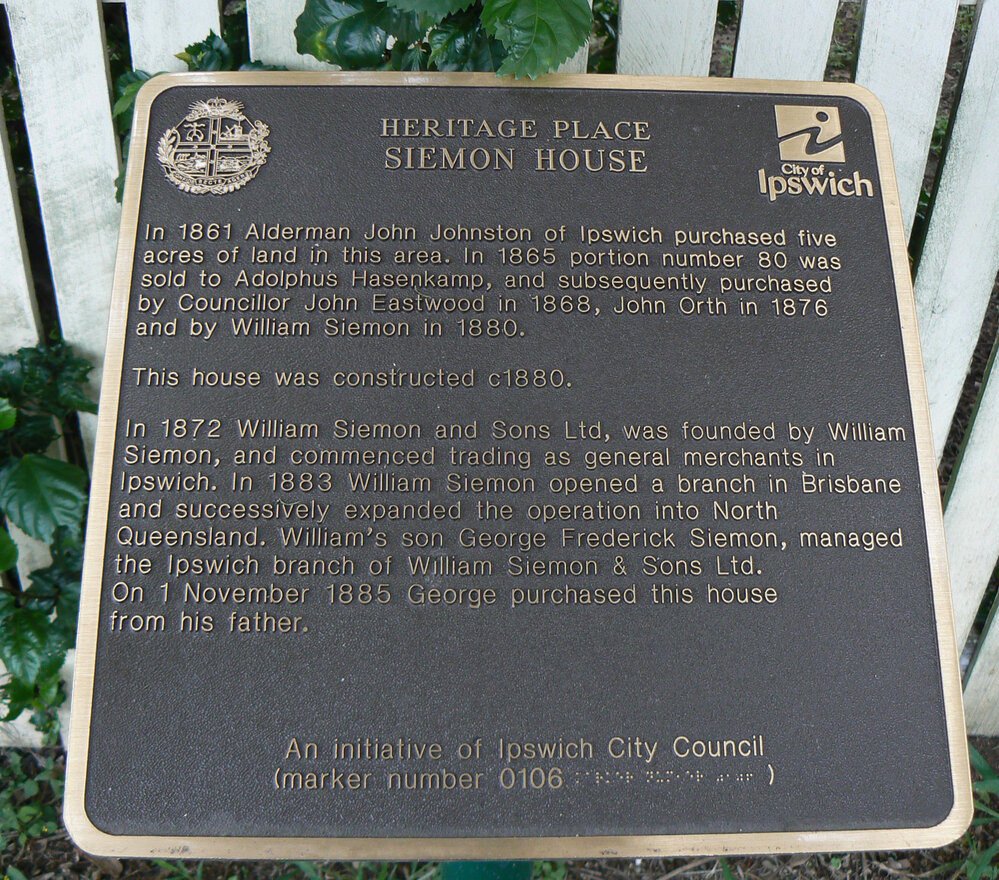 HERITAGE PLACE
SIEMON HOUSE
City of
Ipswich
In 1861 Alderman John Johnston of Ipswich purchased five
acres of land in this area. In 1865 portion number 80 was
sold to Adolphus Hasenkamp, and subsequently purchased
by Councillor John Eastwood in 1868, John Orth in 1876
and by William Siemon in 1880.
This house was constructed c1880.
In 1872 William Siemon and Sons Ltd, was founded by William
Siemon, and commenced trading as general merchants in
Ipswich. In 1883 William Siemon opened a branch in Brisbane
and successively expanded the operation into North
Queensland. William's son George Frederick Siemon, managed
the Ipswich branch of William Siemon & Sons Ltd.
On 1 November 1885 George purchased this house
from his father.
An initiative of Ipswich City Council
(marker number 0106 )